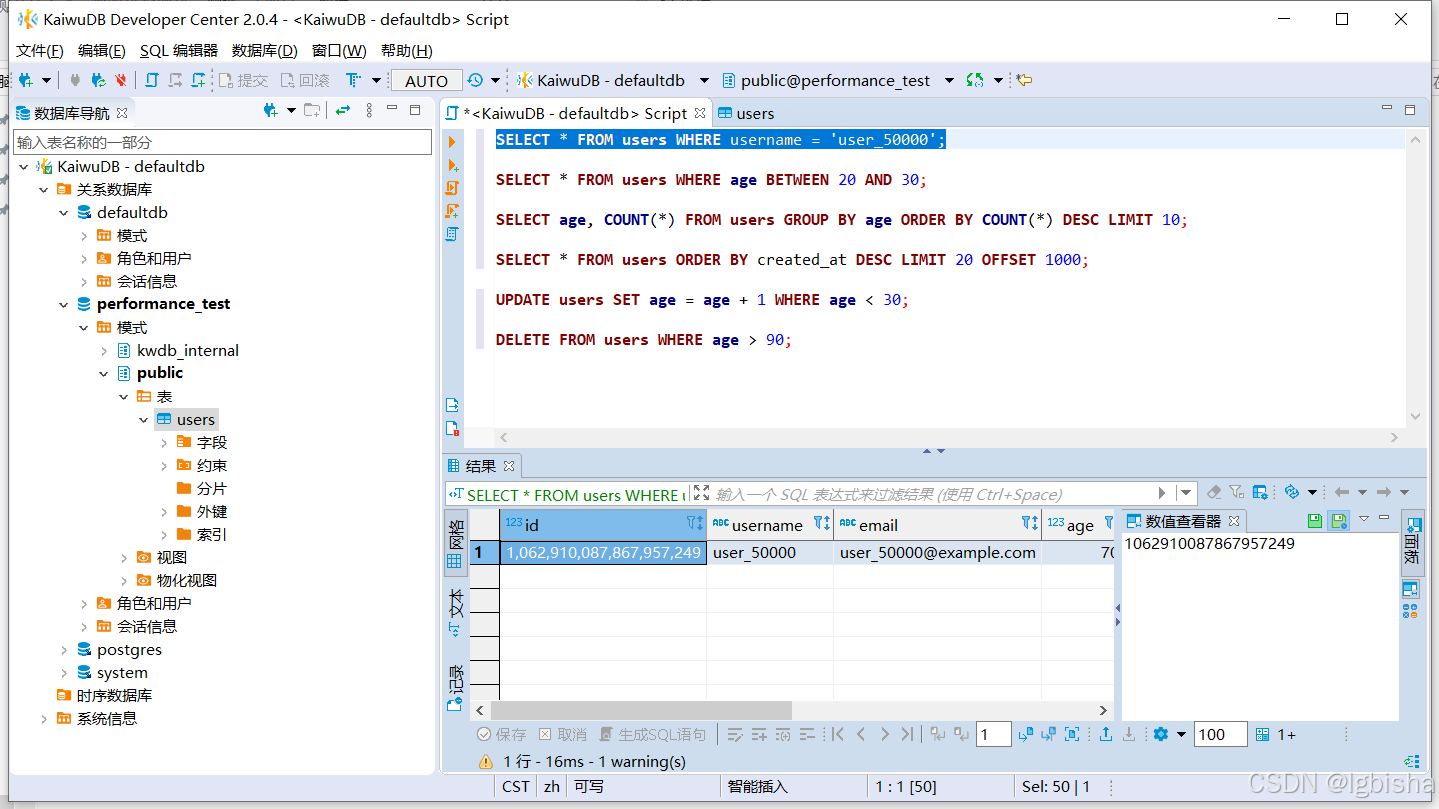 KaiwuDB Developer Center 2.0.4 - <KaiwuDB - defaultdb> Script
文件(F) 编辑(E) SQL 编辑器 数据库(D) 窗口(W) 帮助(H)
提交 回滚 AUTO KaiwuDB - defaultdb public@performance_test
数据库导航
输入表名称的一部分
KaiwuDB - defaultdb
关系数据库
defaultdb
模式
角色和用户
会话信息
performance_test
模式
kwdb_internal
public
表
users
字段
约束
分片
外键
索引
视图
物化视图
角色和用户
会话信息
postgres
system
时序数据库
系统信息
*<KaiwuDB - defaultdb> Script users
SELECT * FROM users WHERE username = 'user_50000';
SELECT * FROM users WHERE age BETWEEN 20 AND 30;
SELECT age, COUNT(*) FROM users GROUP BY age ORDER BY COUNT(*) DESC LIMIT 10;
SELECT * FROM users ORDER BY created_at DESC LIMIT 20 OFFSET 1000;
UPDATE users SET age = age + 1 WHERE age < 30;
DELETE FROM users WHERE age > 90;
结果
SELECT * FROM users WHERE 输入一个 SQL 表达式来过滤结果 (使用 Ctrl+Space)
网格
文本
记录
123 id ABC username ABC email 123 age
1 1,062,910,087,867,957,249 user_50000 user_50000@example.com 70
数值查看器
1062910087867957249
面板
保存 取消 生成SQL语句 1 100 1+
1 行 - 16ms - 1 warning(s)
CST zh 可写 智能插入 1 : 1 [50] Sel: 50 | 1
CSDN @lgbisha